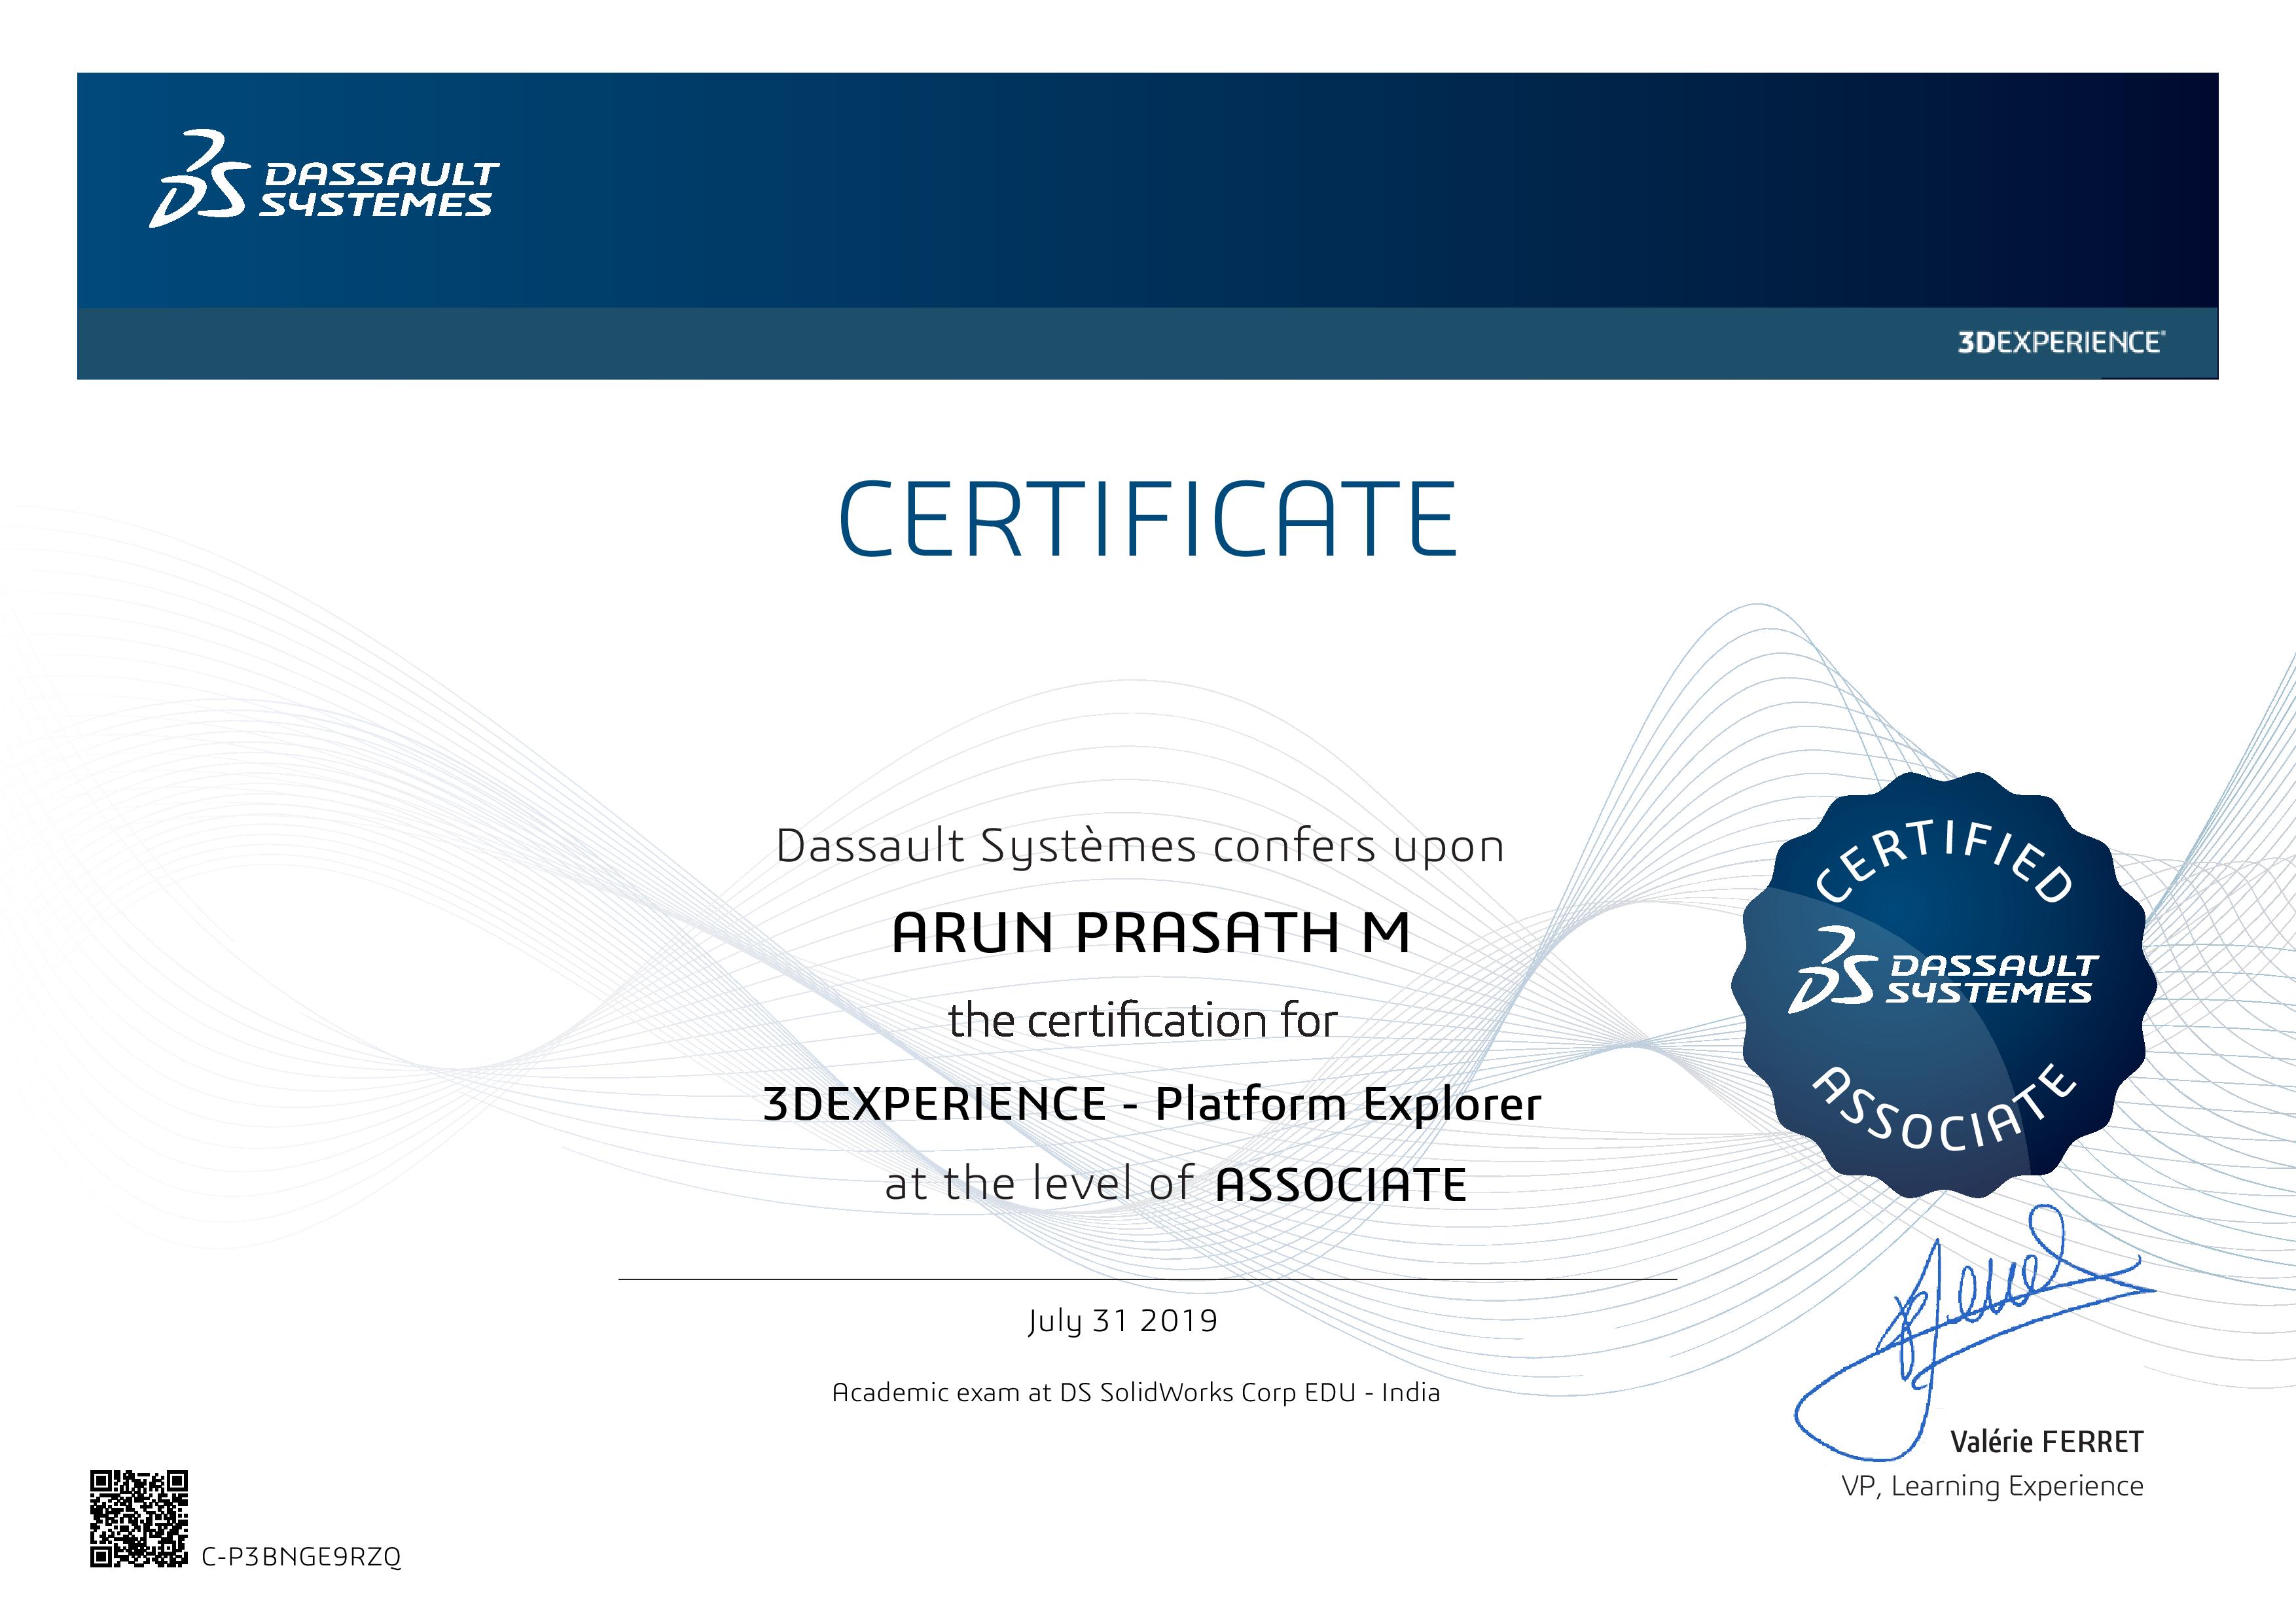 DASSAULT
SYSTEMES
3DEXPERIENCE®
CERTIFICATE
Dassault Systèmes confers upon
ARUN PRASATH M
the certification for
3DEXPERIENCE - Platform Explorer
at the level of ASSOCIATE
CERTIFIED
DASSAULT
SYSTEMES
ASSOCIATE
July 31 2019
Academic exam at DS SolidWorks Corp EDU - India
Valérie FERRET
VP, Learning Experience
C-P3BNGE9RZQ